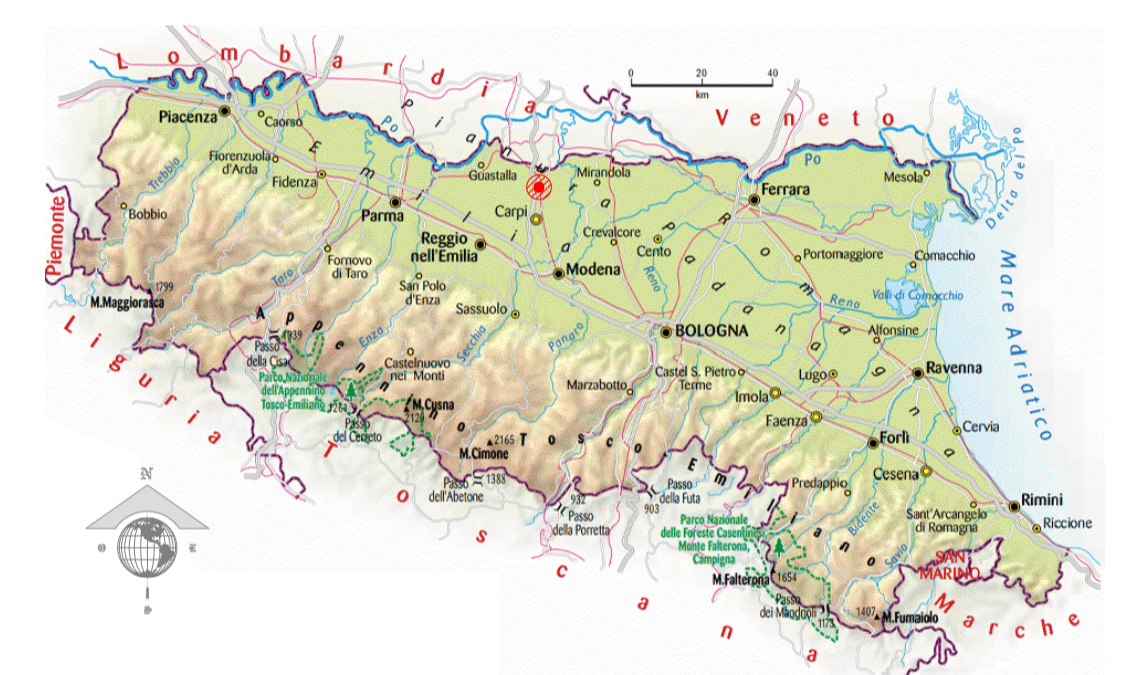 Lombardia
0 20 40
km
Veneto
Piacenza
Caorso
Po
Pianura Padana
Po
Delta del Po
Fiorenzuola
d'Arda
Emilia
Guastalla
Mirandola
Mesola
Trebbia
Fidenza
Ferrara
Piemonte
Bobbio
Parma
Carpi
Romagna
Reggio
nell'Emilia
Crevalcore
Cento
Portomaggiore
Comacchio
Mare Adriatico
Fornovo
di Taro
Modena
Reno
Taro
San Polo
d'Enza
1799
M.Maggiorasca
Reno
Valli di Comacchio
Sassuolo
Liguria
Appennino Tosco Emiliano
1039
Enza
Secchia
Panaro
BOLOGNA
Alfonsine
Passo
della Cisa
Castelnuovo
nei Monti
Castel S. Pietro
Terme
Lugo
Ravenna
Parco Nazionale
dell'Appennino
Tosco-Emiliano
Marzabotto
Imola
1261
M.Cusna
2120
Faenza
Passo
del Cerreto
Cervia
2165
M.Cimone
Forlì
Toscana
Cesena
1388
Passo
dell'Abetone
Passo
della Futa
Predappio
932
903
Rimini
Passo
della Porretta
Sant'Arcangelo
di Romagna
Riccione
Parco Nazionale
delle Foreste Casentinesi,
Monte Falterona,
Campigna
Bidente
Savio
SAN
MARINO
M.Falterona
1654
Passo
dei Mandrioli
1173
1407
M.Fumaiolo
Marche
N
O E
S